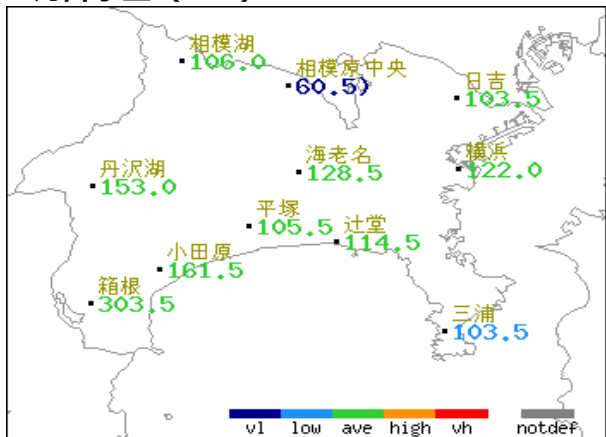 相模湖
106.0
相模原中央
60.5)
日吉
103.5
丹沢湖
153.0
海老名
128.5
横浜
122.0
平塚
105.5
辻堂
114.5
小田原
161.5
箱根
303.5
三浦
103.5
vl low ave high vh notdef